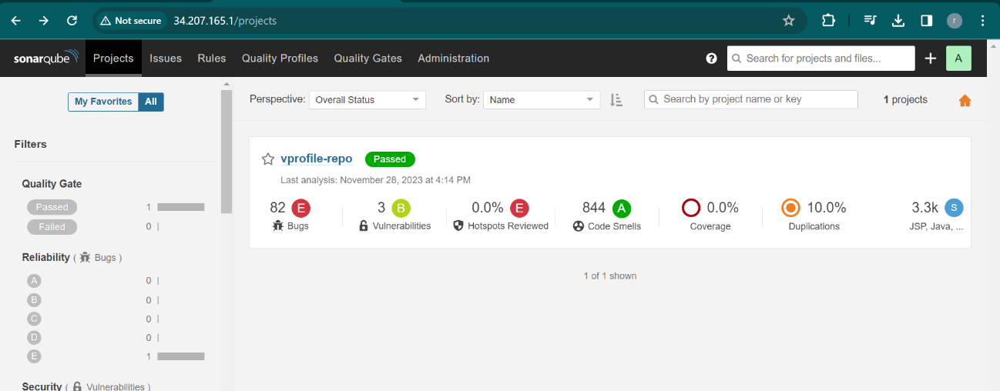 Not secure 34.207.165.1/projects r
sonarqube Projects Issues Rules Quality Profiles Quality Gates Administration ? Search for projects and files... + A
My Favorites All
Perspective: Overall Status Sort by: Name Search by project name or key 1 projects
Filters
vprofile-repo Passed
Last analysis: November 28, 2023 at 4:14 PM
Quality Gate
Passed 1
Failed 0
82 E 3 B 0.0% E 844 A 0.0% 10.0% 3.3k S
Bugs Vulnerabilities Hotspots Reviewed Code Smells Coverage Duplications JSP, Java, ...
Reliability ( Bugs )
A 0
B 0
C 0
D 0
E 1
1 of 1 shown
Security ( Vulnerabilities )